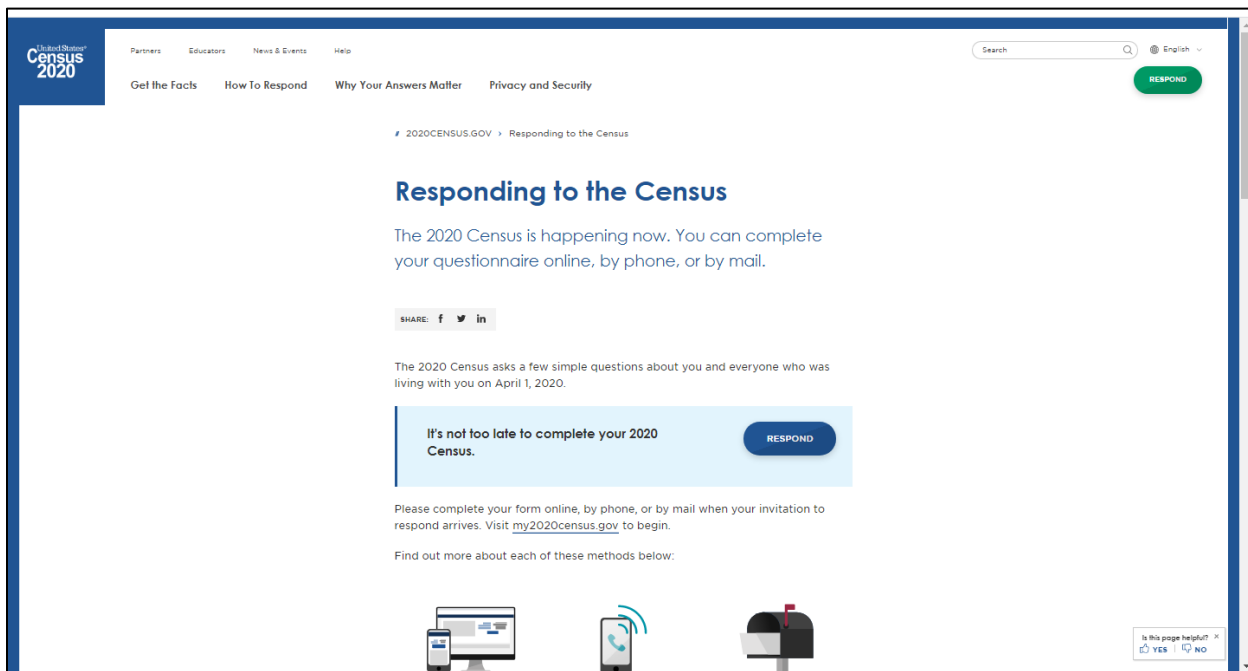 United States®
Census
2020
Partners Educators News & Events Help
Search
English
Get the Facts How To Respond Why Your Answers Matter Privacy and Security
RESPOND
2020CENSUS.GOV > Responding to the Census
Responding to the Census
The 2020 Census is happening now. You can complete
your questionnaire online, by phone, or by mail.
SHARE: f in
The 2020 Census asks a few simple questions about you and everyone who was
living with you on April 1, 2020.
It's not too late to complete your 2020
Census.
RESPOND
Please complete your form online, by phone, or by mail when your invitation to
respond arrives. Visit my2020census.gov to begin.
Find out more about each of these methods below:
Is this page helpful? ×
YES | NO